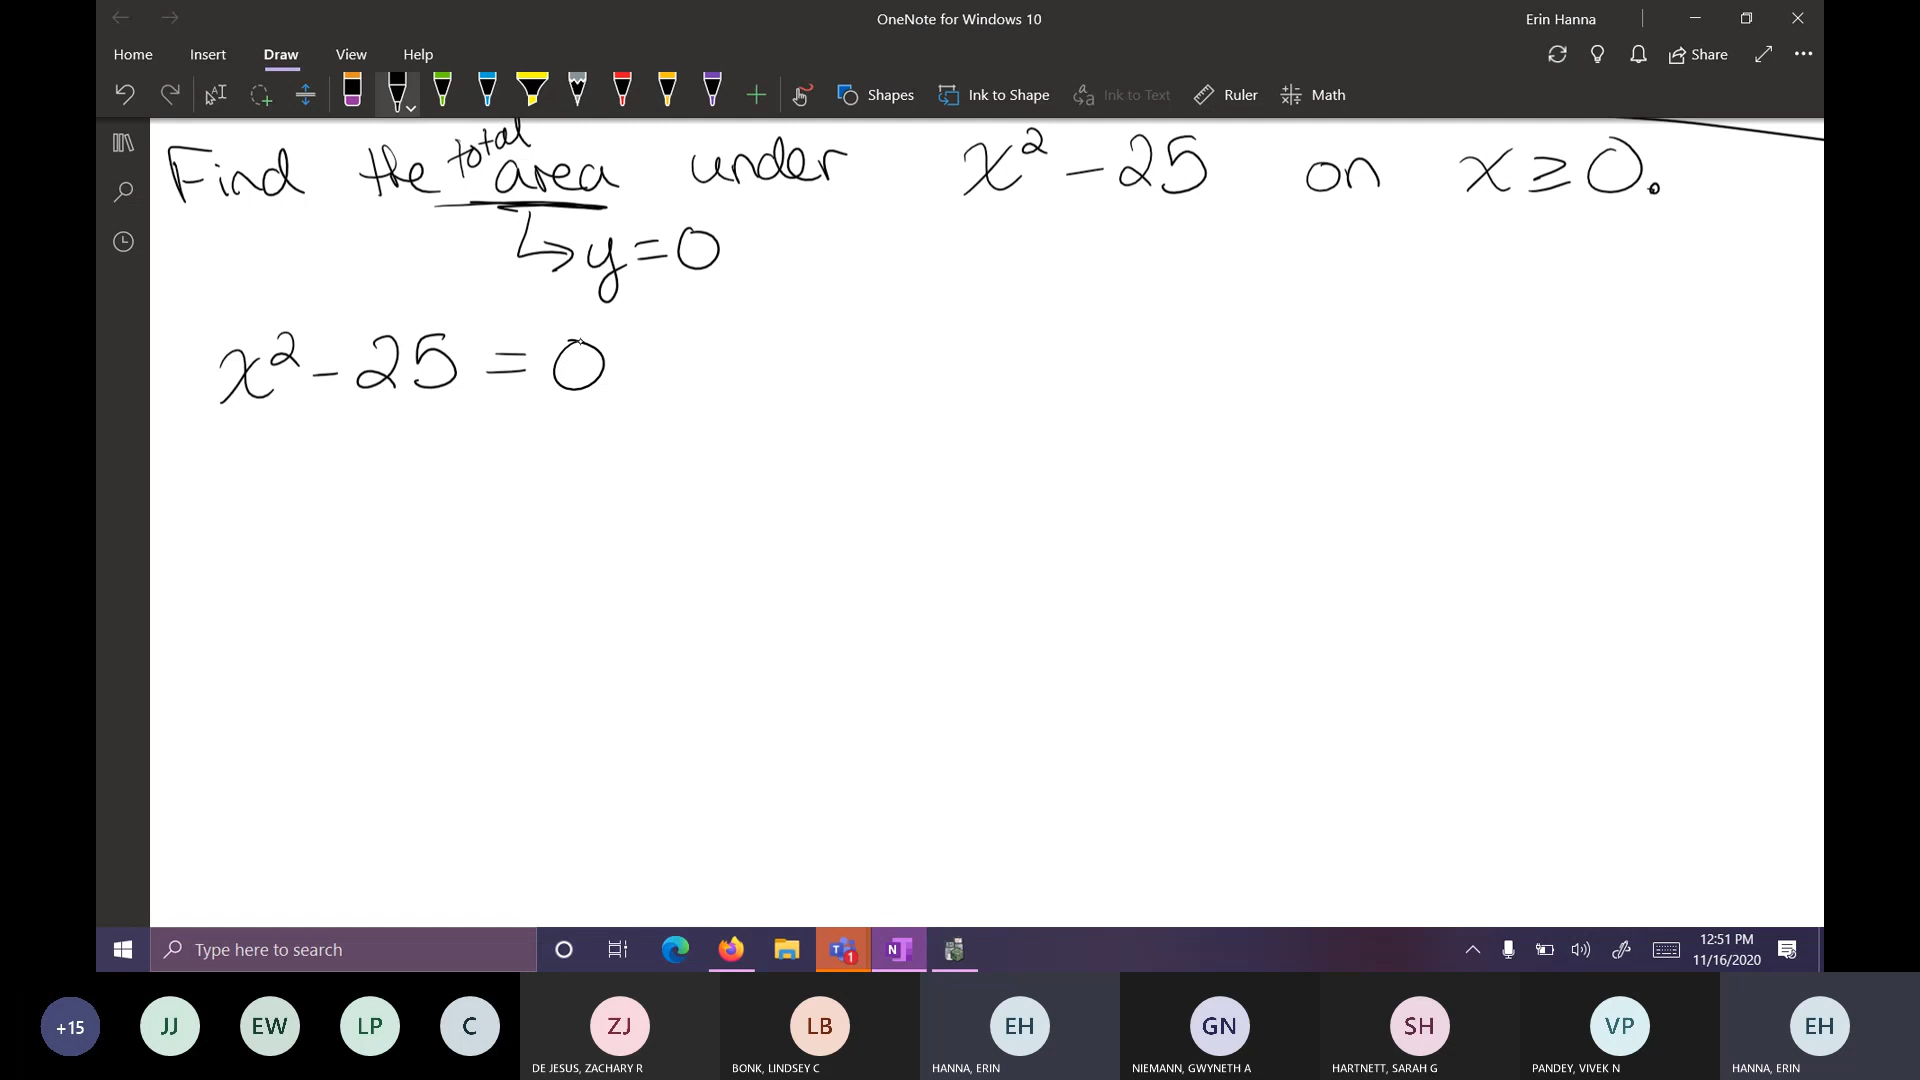 OneNote for Windows 10
Erin Hanna
Home Insert Draw View Help
Share
Shapes Ink to Shape Ink to Text Ruler Math
Find the total area under x² - 25 on x ≥ 0.
↳ y = 0
x² - 25 = 0
Type here to search
1
12:51 PM
11/16/2020
+15 JJ EW LP C ZJ LB EH GN SH VP EH
DE JESUS, ZACHARY R BONK, LINDSEY C HANNA, ERIN NIEMANN, GWYNETH A HARTNETT, SARAH G PANDEY, VIVEK N HANNA, ERIN